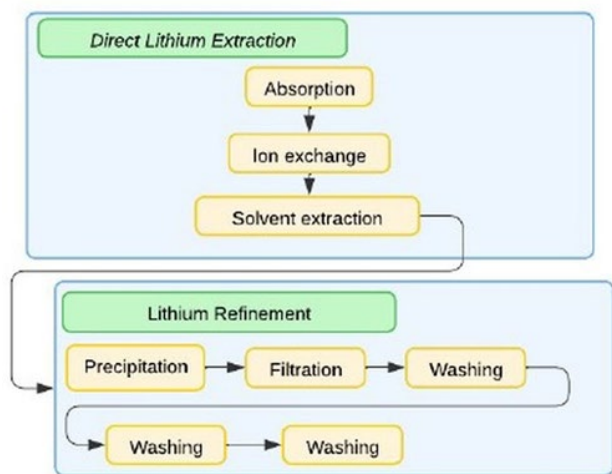 Direct Lithium Extraction
Absorption
Ion exchange
Solvent extraction
Lithium Refinement
Precipitation
Filtration
Washing
Washing
Washing